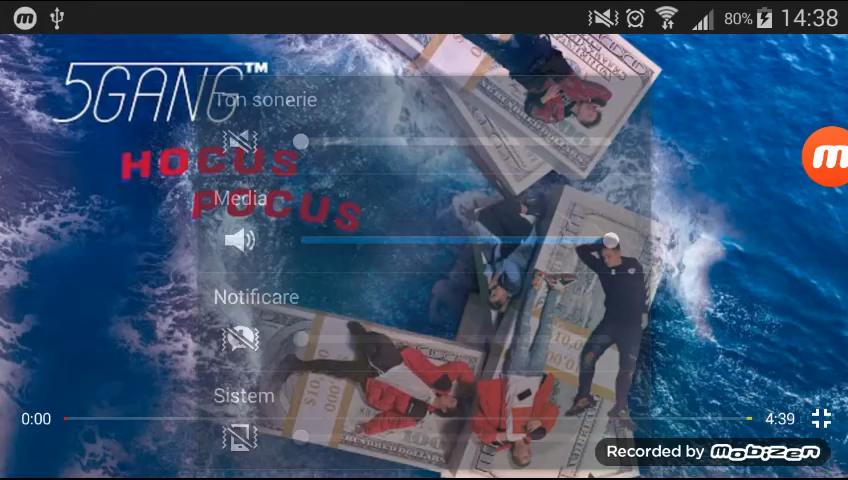 80% 14:38
5GANG™
Ton sonerie
HOCUS
Media
POCUS
Notificare
Sistem
0:00 4:39
Recorded by mobizen